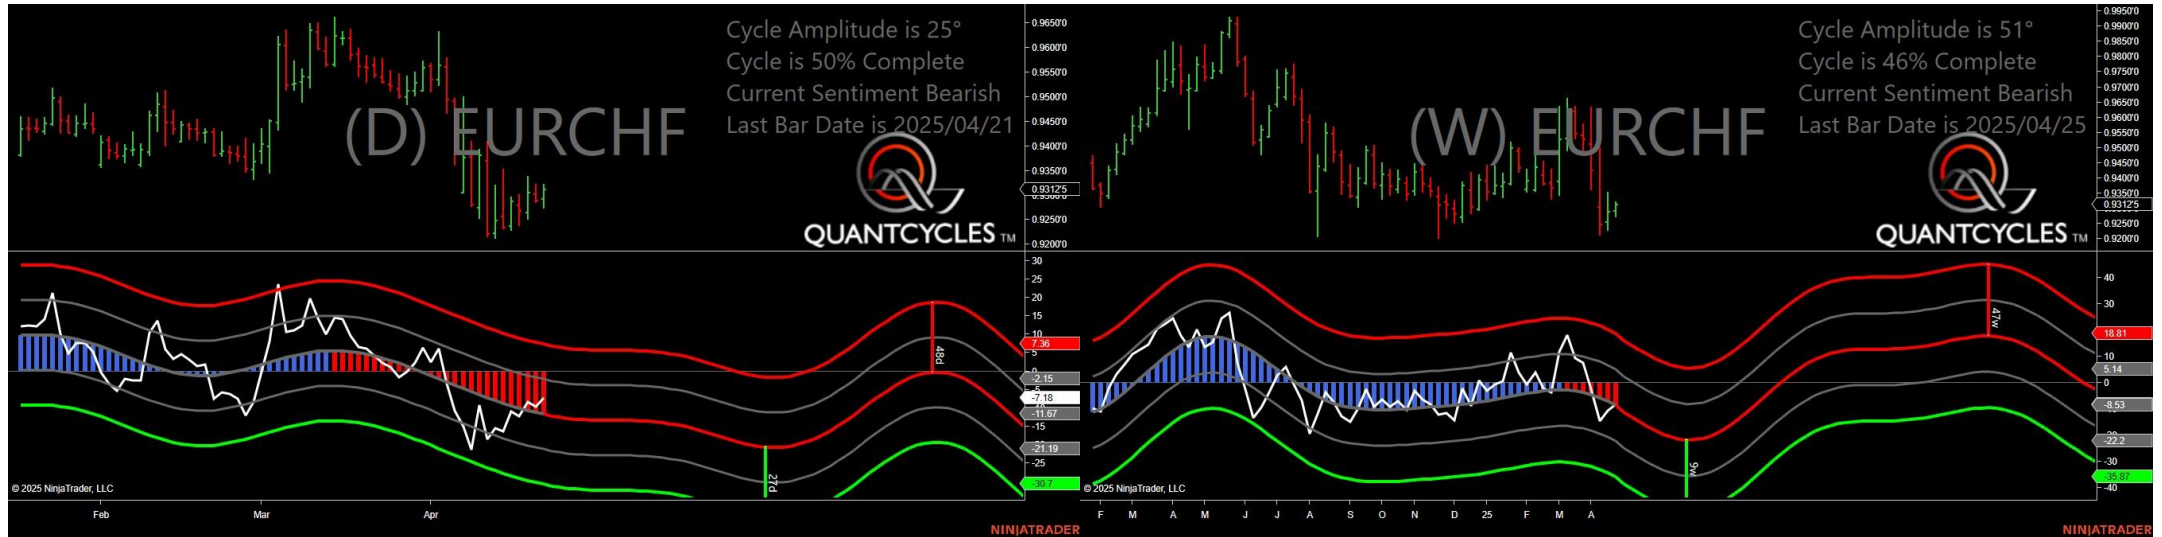 Cycle Amplitude is 25°
Cycle is 50% Complete
Current Sentiment Bearish
Last Bar Date is 2025/04/21
(D) EURCHF
QUANTCYCLES TM
0.9650'0
0.9600'0
0.9550'0
0.9500'0
0.9450'0
0.9400'0
0.9350'0
0.9312'5
0.9250'0
0.9200'0
30
25
20
15
10
7.36
5
0
-2.15
-5
-7.18
-11.67
-15
-21.19
-25
-30.7
48d
27d
© 2025 NinjaTrader, LLC
Feb Mar Apr
NINJATRADER
Cycle Amplitude is 51°
Cycle is 46% Complete
Current Sentiment Bearish
Last Bar Date is 2025/04/25
(W) EURCHF
QUANTCYCLES TM
0.9950'0
0.9900'0
0.9850'0
0.9800'0
0.9750'0
0.9700'0
0.9650'0
0.9600'0
0.9550'0
0.9500'0
0.9450'0
0.9400'0
0.9350'0
0.9312'5
0.9250'0
0.9200'0
40
30
18.81
10
5.14
0
-8.53
-22.2
-30
-35.87
-40
47w
9w
© 2025 NinjaTrader, LLC
F M A M J J A S O N D 25 F M A
NINJATRADER